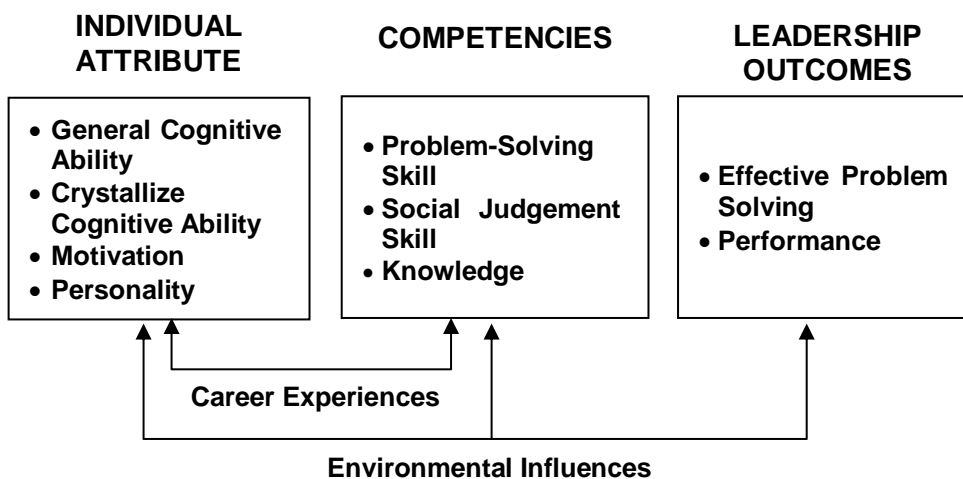 INDIVIDUAL
ATTRIBUTE
COMPETENCIES
LEADERSHIP
OUTCOMES
• General Cognitive
Ability
• Crystallize
Cognitive Ability
• Motivation
• Personality
• Problem-Solving
Skill
• Social Judgement
Skill
• Knowledge
• Effective Problem
Solving
• Performance
Career Experiences
Environmental Influences